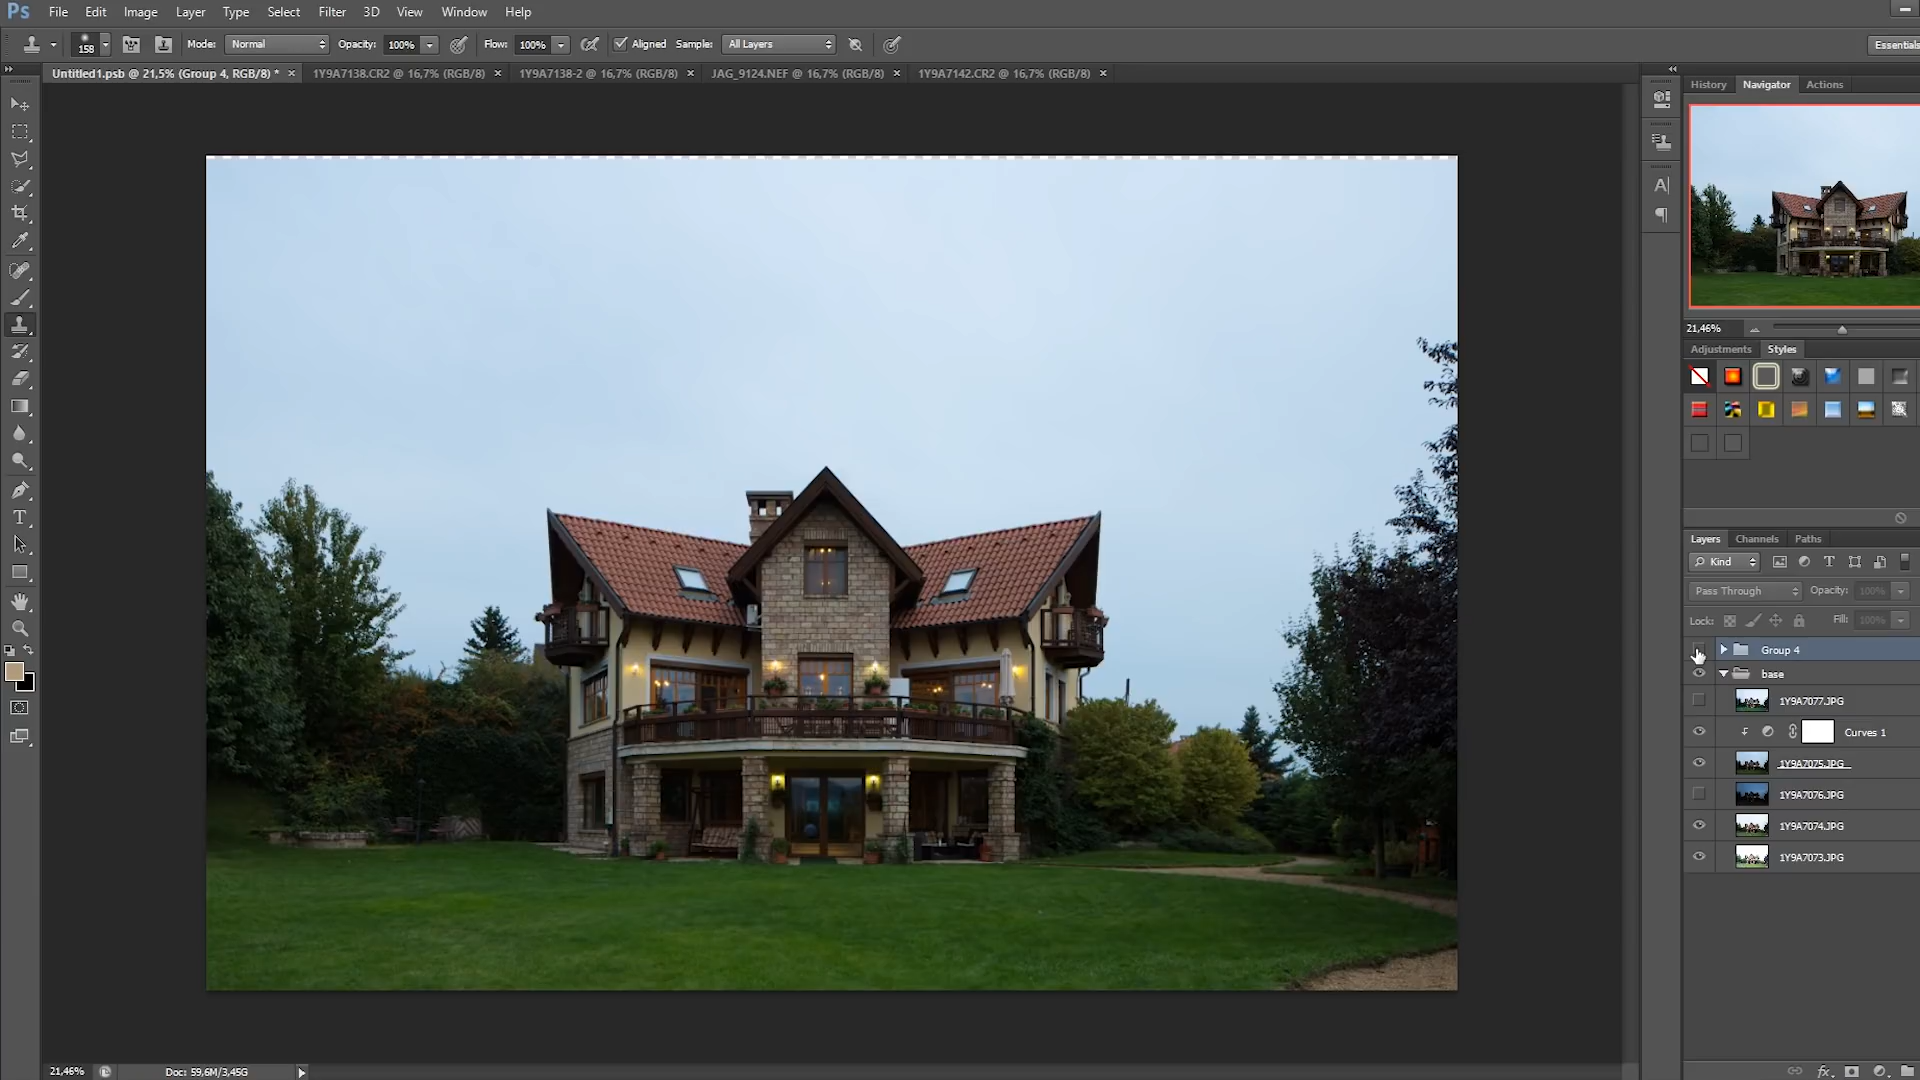 Ps File Edit Image Layer Type Select Filter 3D View Window Help
158 Mode: Normal Opacity: 100% Flow: 100% Aligned Sample: All Layers Essentials
Untitled1.psb @ 21,5% (Group 4, RGB/8) * × 1Y9A7138.CR2 @ 16,7% (RGB/8) × 1Y9A7138-2 @ 16,7% (RGB/8) × JAG_9124.NEF @ 16,7% (RGB/8) × 1Y9A7142.CR2 @ 16,7% (RGB/8) ×
History Navigator Actions
21,46%
Adjustments Styles
Layers Channels Paths
Kind
Pass Through Opacity: 100%
Lock: Fill: 100%
Group 4
base
1Y9A7077.JPG
Curves 1
1Y9A7075.JPG
1Y9A7076.JPG
1Y9A7074.JPG
1Y9A7073.JPG
21,46% Doc: 59,6M/3,45G
fx